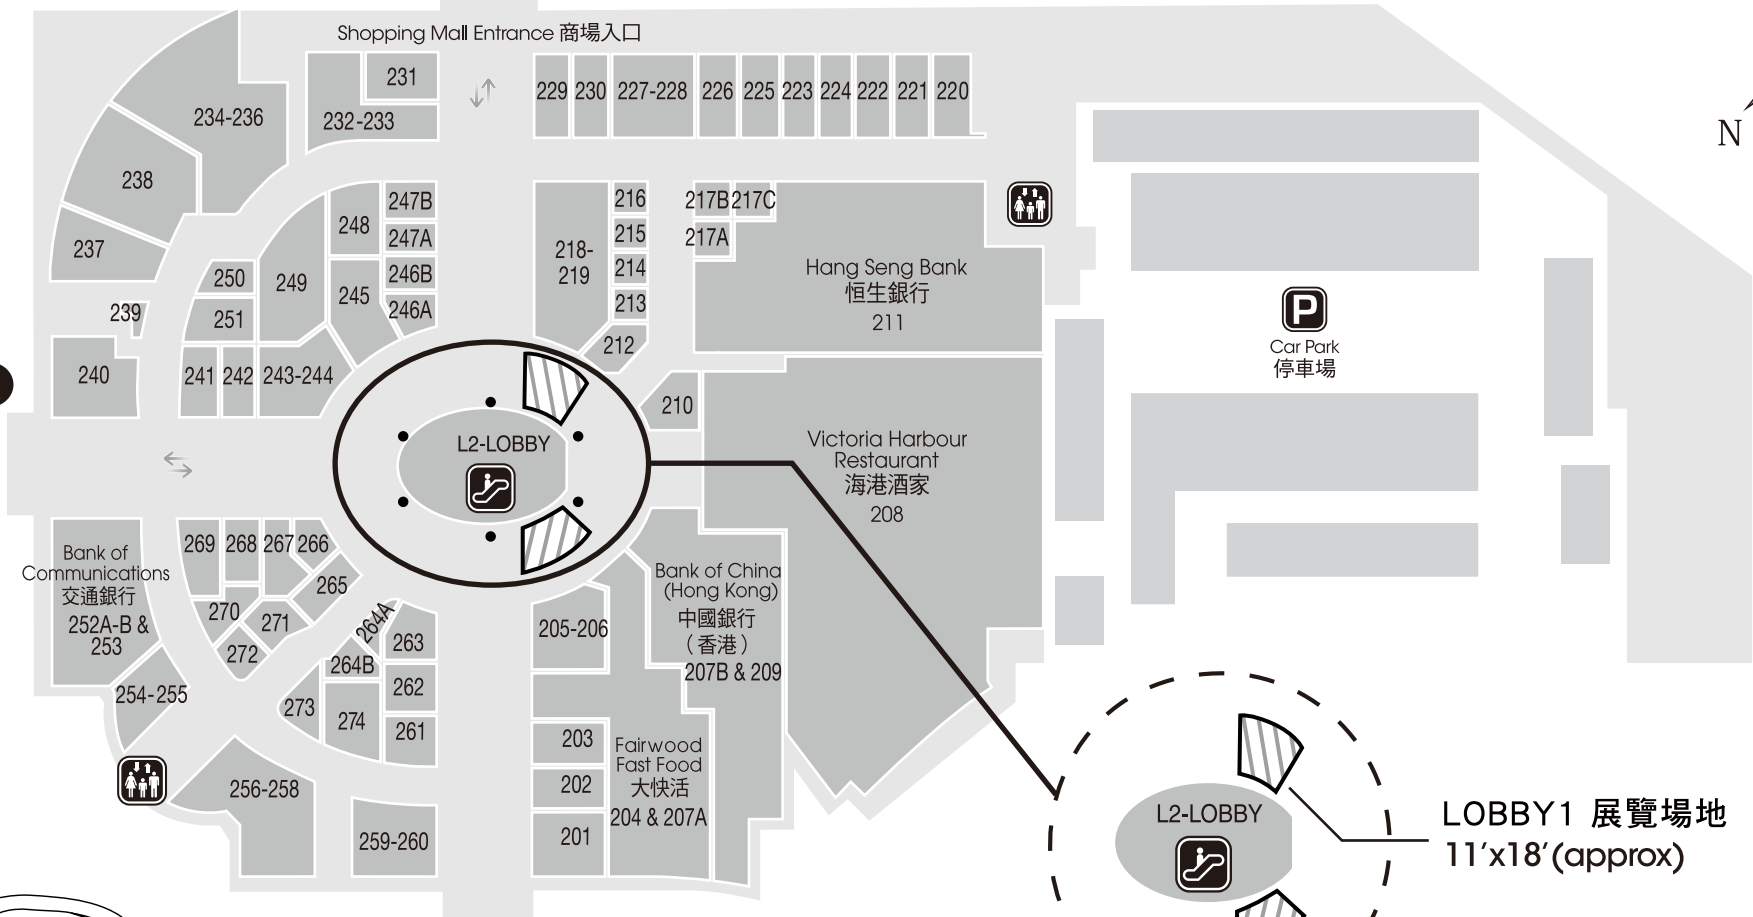 Shopping Mall Entrance 商場入口
231
232-233
234-236
238
237
239
240
229
230
227-228
226
225
223
224
222
221
220
N
247B
247A
246B
246A
248
245
249
250
251
241
242
243-244
218-
219
216
215
214
213
212
217B
217C
217A
Hang Seng Bank
恒生銀行
211
P
Car Park
停車場
210
L2-LOBBY
Victoria Harbour
Restaurant
海港酒家
208
Bank of
Communications
交通銀行
252A-B &
253
269
268
267
266
265
270
271
272
264A
263
264B
262
261
273
274
254-255
256-258
259-260
205-206
203
202
201
Bank of China
(Hong Kong)
中國銀行
（香港）
207B & 209
Fairwood
Fast Food
大快活
204 & 207A
L2-LOBBY
LOBBY1 展覽場地
11'x18'(approx)